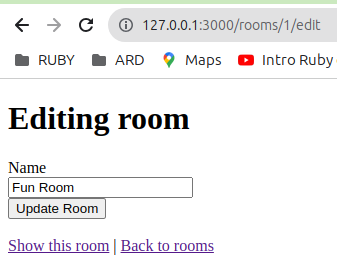 127.0.0.1:3000/rooms/1/edit
RUBY ARD Maps Intro Ruby
Editing room
Name
Fun Room
Update Room
Show this room | Back to rooms